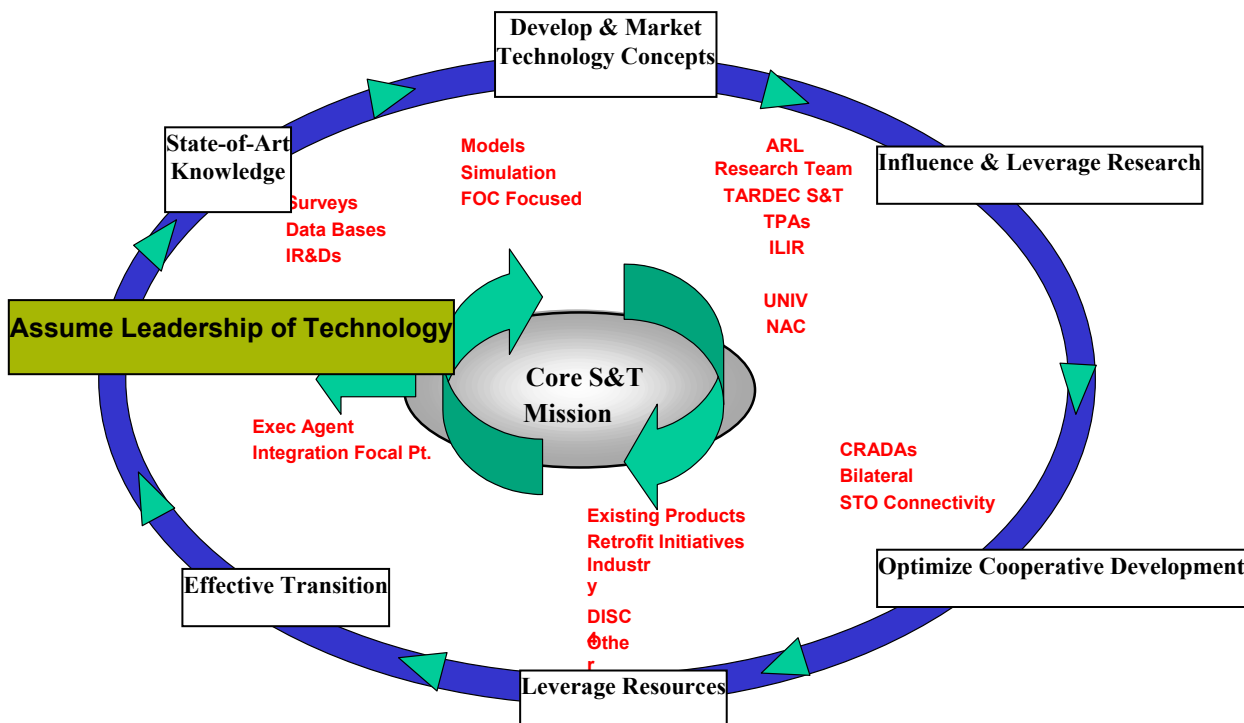 Develop & Market
Technology Concepts
State-of-Art
Knowledge
Models
Simulation
FOC Focused
ARL
Research Team
TARDEC S&T
TPAs
ILIR
UNIV
NAC
Influence & Leverage Research
Surveys
Data Bases
IR&Ds
Assume Leadership of Technology
Core S&T
Mission
Exec Agent
Integration Focal Pt.
CRADAs
Bilateral
STO Connectivity
Existing Products
Retrofit Initiatives
Industr
y
DISC
4
Othe
r
Optimize Cooperative Development
Effective Transition
Leverage Resources